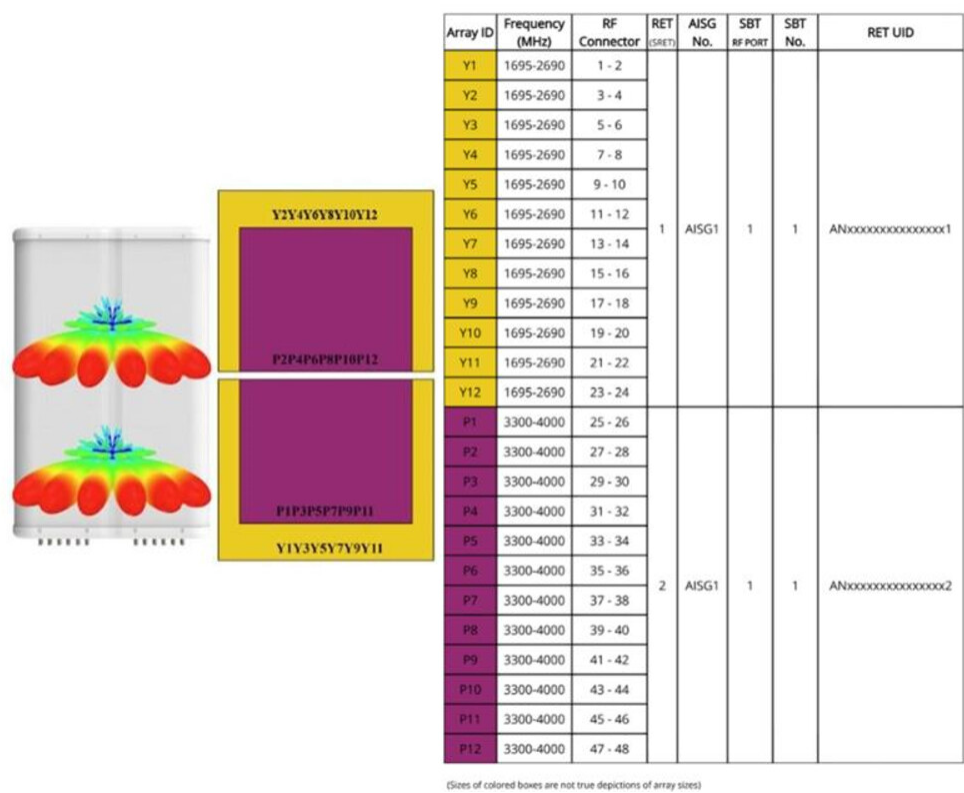 Y2Y4Y6Y8Y10Y12
P2P4P6P8P10P12
P1P3P5P7P9P11
Y1Y3Y5Y7Y9Y11
Array ID Frequency (MHz) RF Connector RET (SRET) AISG No. SBT RF PORT SBT No. RET UID
Y1 1695-2690 1 - 2
Y2 1695-2690 3 - 4
Y3 1695-2690 5 - 6
Y4 1695-2690 7 - 8
Y5 1695-2690 9 - 10
Y6 1695-2690 11 - 12
1 AISG1 1 1 ANxxxxxxxxxxxxxxx1
Y7 1695-2690 13 - 14
Y8 1695-2690 15 - 16
Y9 1695-2690 17 - 18
Y10 1695-2690 19 - 20
Y11 1695-2690 21 - 22
Y12 1695-2690 23 - 24
P1 3300-4000 25 - 26
P2 3300-4000 27 - 28
P3 3300-4000 29 - 30
P4 3300-4000 31 - 32
P5 3300-4000 33 - 34
P6 3300-4000 35 - 36
2 AISG1 1 1 ANxxxxxxxxxxxxxxx2
P7 3300-4000 37 - 38
P8 3300-4000 39 - 40
P9 3300-4000 41 - 42
P10 3300-4000 43 - 44
P11 3300-4000 45 - 46
P12 3300-4000 47 - 48
(Sizes of colored boxes are not true depictions of array sizes)